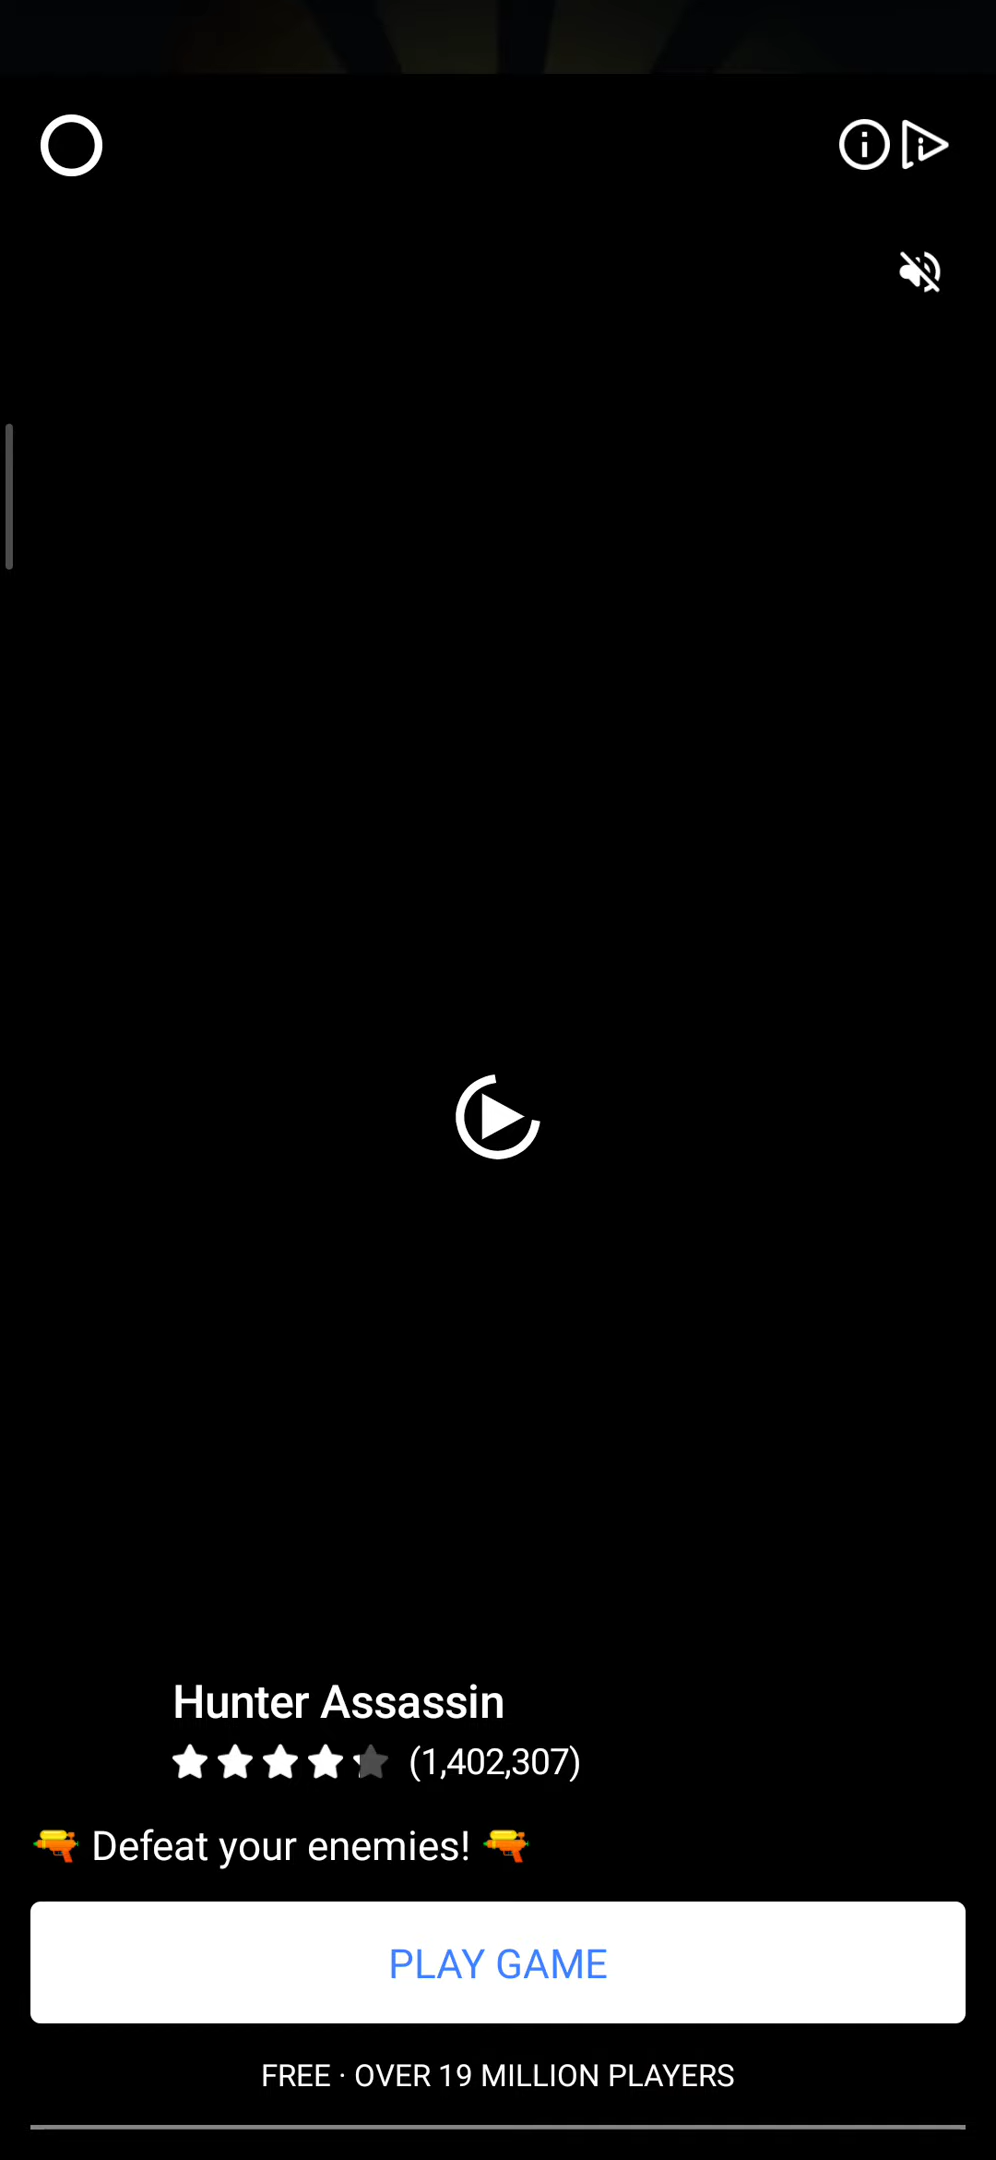 Hunter Assassin
(1,402,307)
🔫 Defeat your enemies! 🔫
PLAY GAME
FREE · OVER 19 MILLION PLAYERS